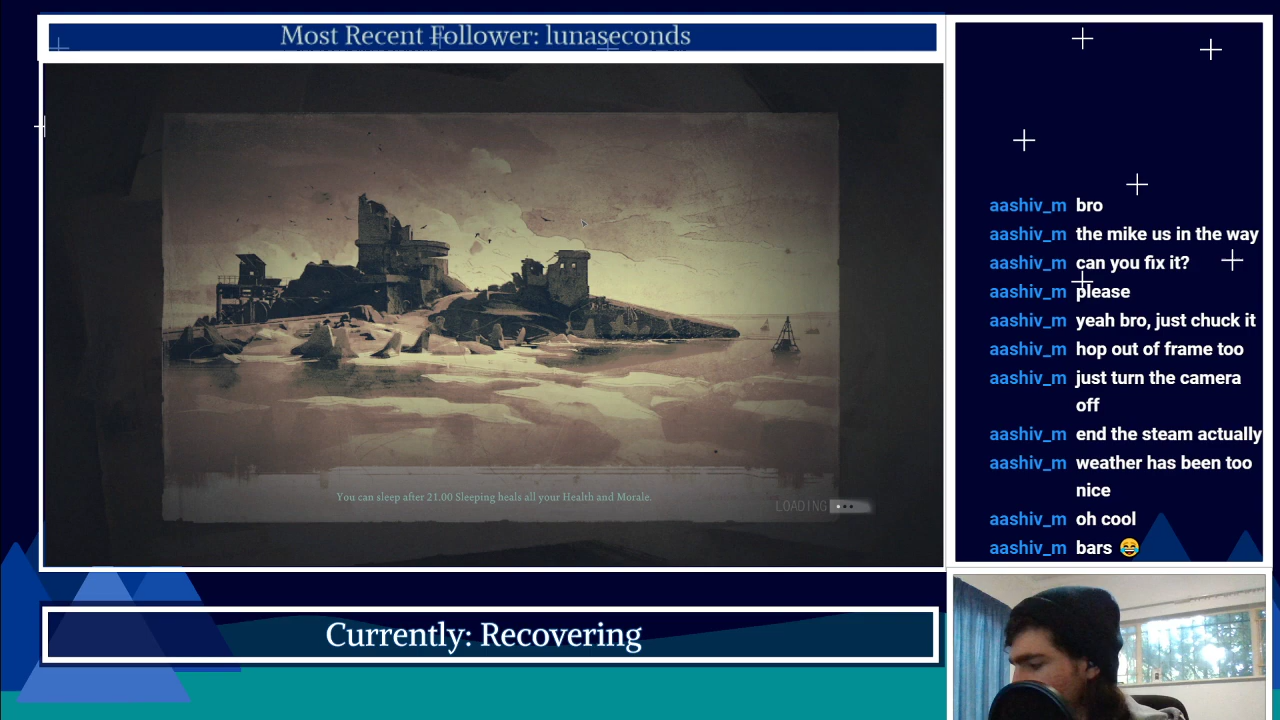 Most Recent Follower: lunaseconds
You can sleep after 21.00 Sleeping heals all your Health and Morale.
LOADING
Currently: Recovering
aashiv_m bro
aashiv_m the mike us in the way
aashiv_m can you fix it?
aashiv_m please
aashiv_m yeah bro, just chuck it
aashiv_m hop out of frame too
aashiv_m just turn the camera
off
aashiv_m end the steam actually
aashiv_m weather has been too
nice
aashiv_m oh cool
aashiv_m bars 😂